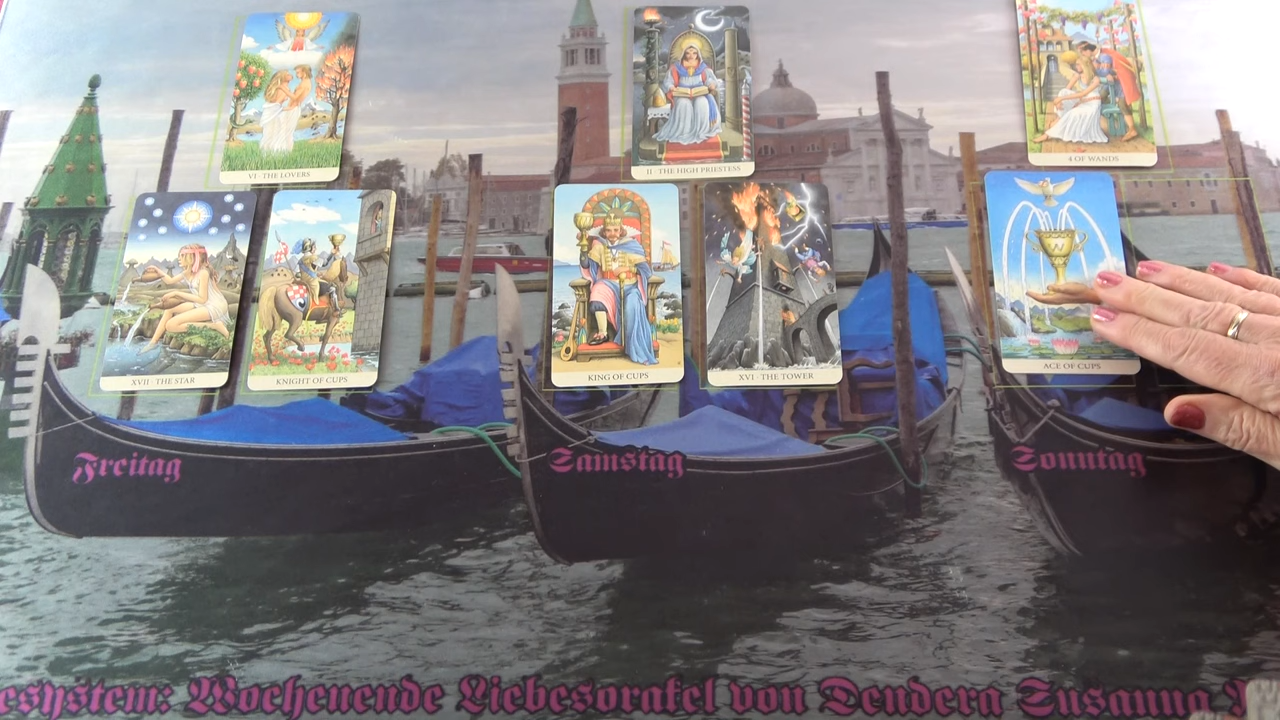 VI · THE LOVERS
II · THE HIGH PRIESTESS
4 OF WANDS
XVII · THE STAR
KNIGHT OF CUPS
KING OF CUPS
XVI · THE TOWER
ACE OF CUPS
W
Freitag
Samstag
Sonntag
esystem: Wochenende Liebesorakel von Dendera Susanna